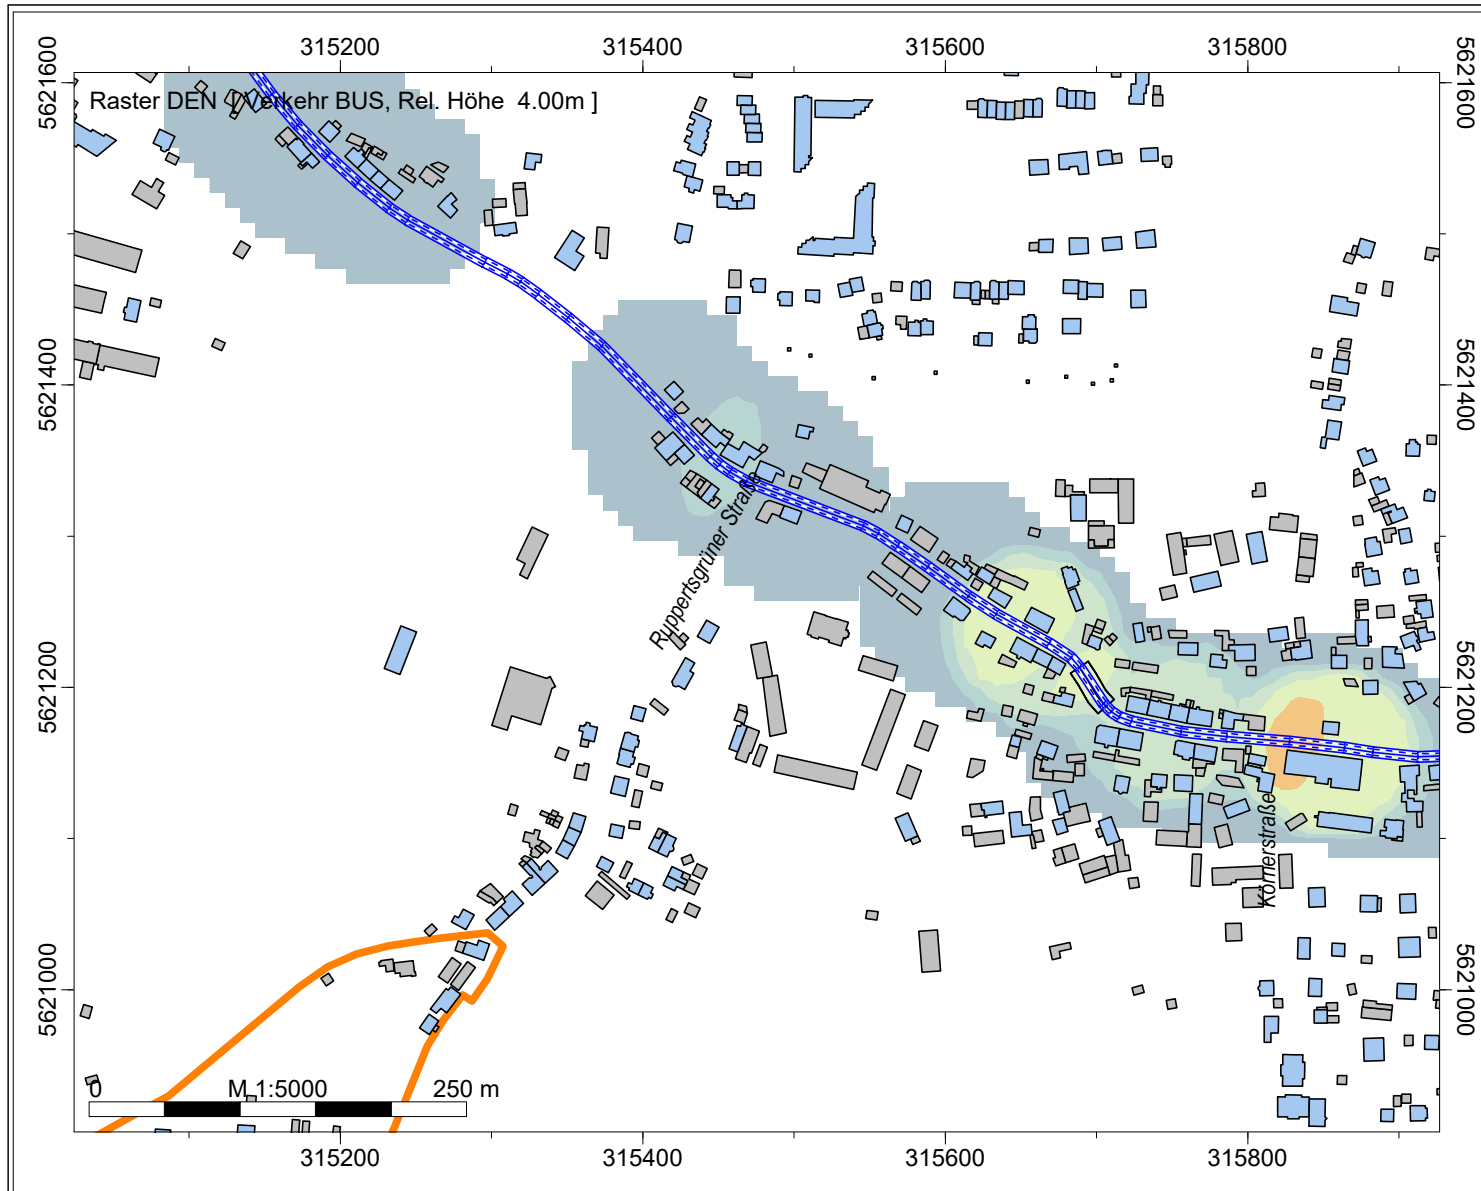 315200 315400 315600 315800
5621600 5621600
Raster DEN [ Verkehr BUS, Rel. Höhe 4.00m ]
5621400 5621400
Ruppertsgrüner Straße
5621200 5621200
Körnerstraße
5621000 5621000
0 M 1:5000 250 m
315200 315400 315600 315800